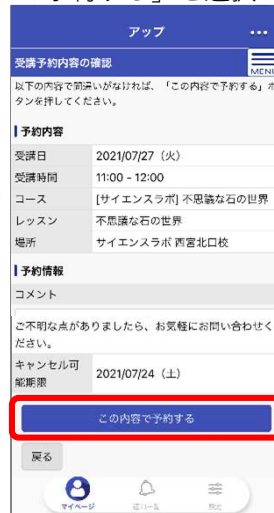 「予約する」を選択
アップ
受講予約内容の確認
MENU
以下の内容で間違いがなければ、「この内容で予約する」ボ
タンを押してください。
予約内容
受講日 2021/07/27（火）
受講時間 11:00 - 12:00
コース [サイエンスラボ] 不思議な石の世界
レッスン 不思議な石の世界
場所 サイエンスラボ 西宮北口校
予約情報
コメント
ご不明な点がありましたら、お気軽にお問い合わせく
ださい。
キャンセル可
能期限 2021/07/24（土）
この内容で予約する
戻る
マイページ
設定